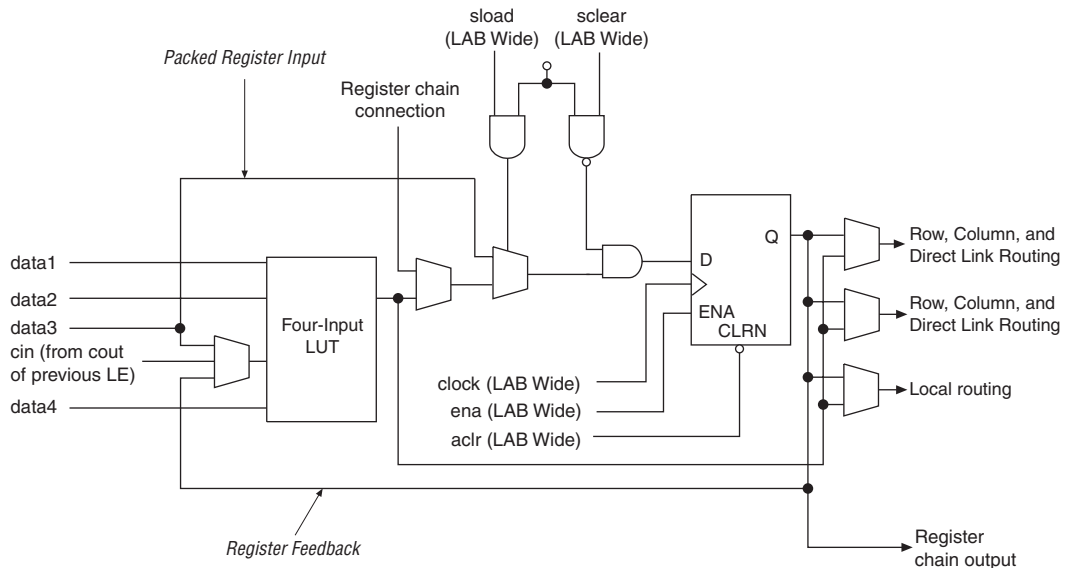 sload
(LAB Wide)
sclear
(LAB Wide)
Packed Register Input
Register chain
connection
data1
data2
data3
cin (from cout
of previous LE)
data4
Four-Input
LUT
D
Q
ENA
CLRN
clock (LAB Wide)
ena (LAB Wide)
aclr (LAB Wide)
Row, Column, and
Direct Link Routing
Row, Column, and
Direct Link Routing
Local routing
Register Feedback
Register
chain output